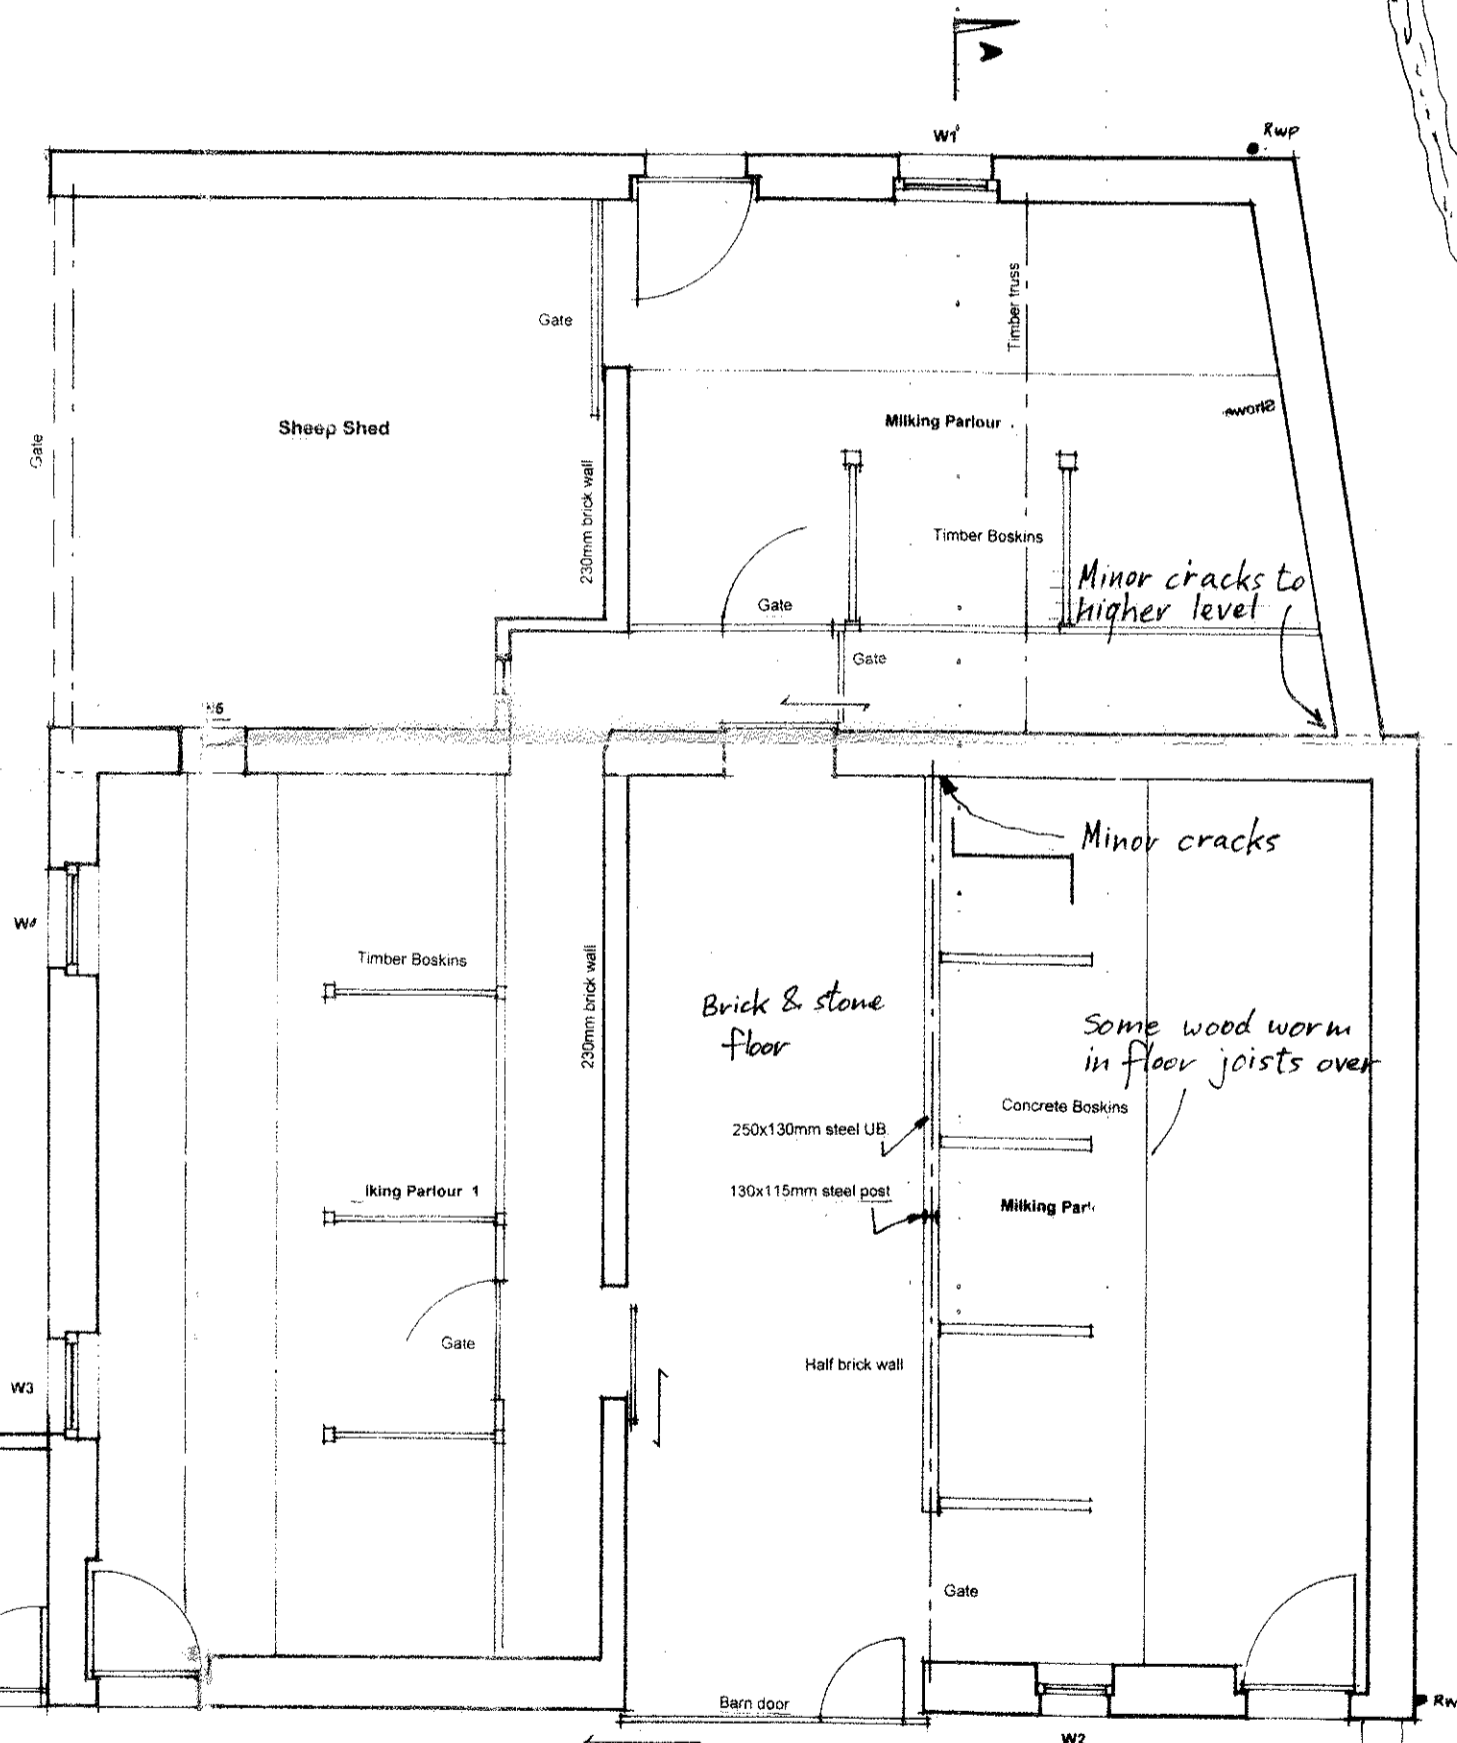 A
W1
Rwp
Timber truss
Gate
Sheep Shed
Milking Parlour
Gate
230mm brick wall
Timber Boskins
Minor cracks to
higher level
Gate
Gate
Minor cracks
W4
Timber Boskins
230mm brick wall
Brick & stone
floor
Some wood worm
in floor joists over
Concrete Boskins
250x130mm steel UB
130x115mm steel post
lking Parlour 1
Milking Parl
Gate
Half brick wall
W3
Gate
Barn door
Rw
W2